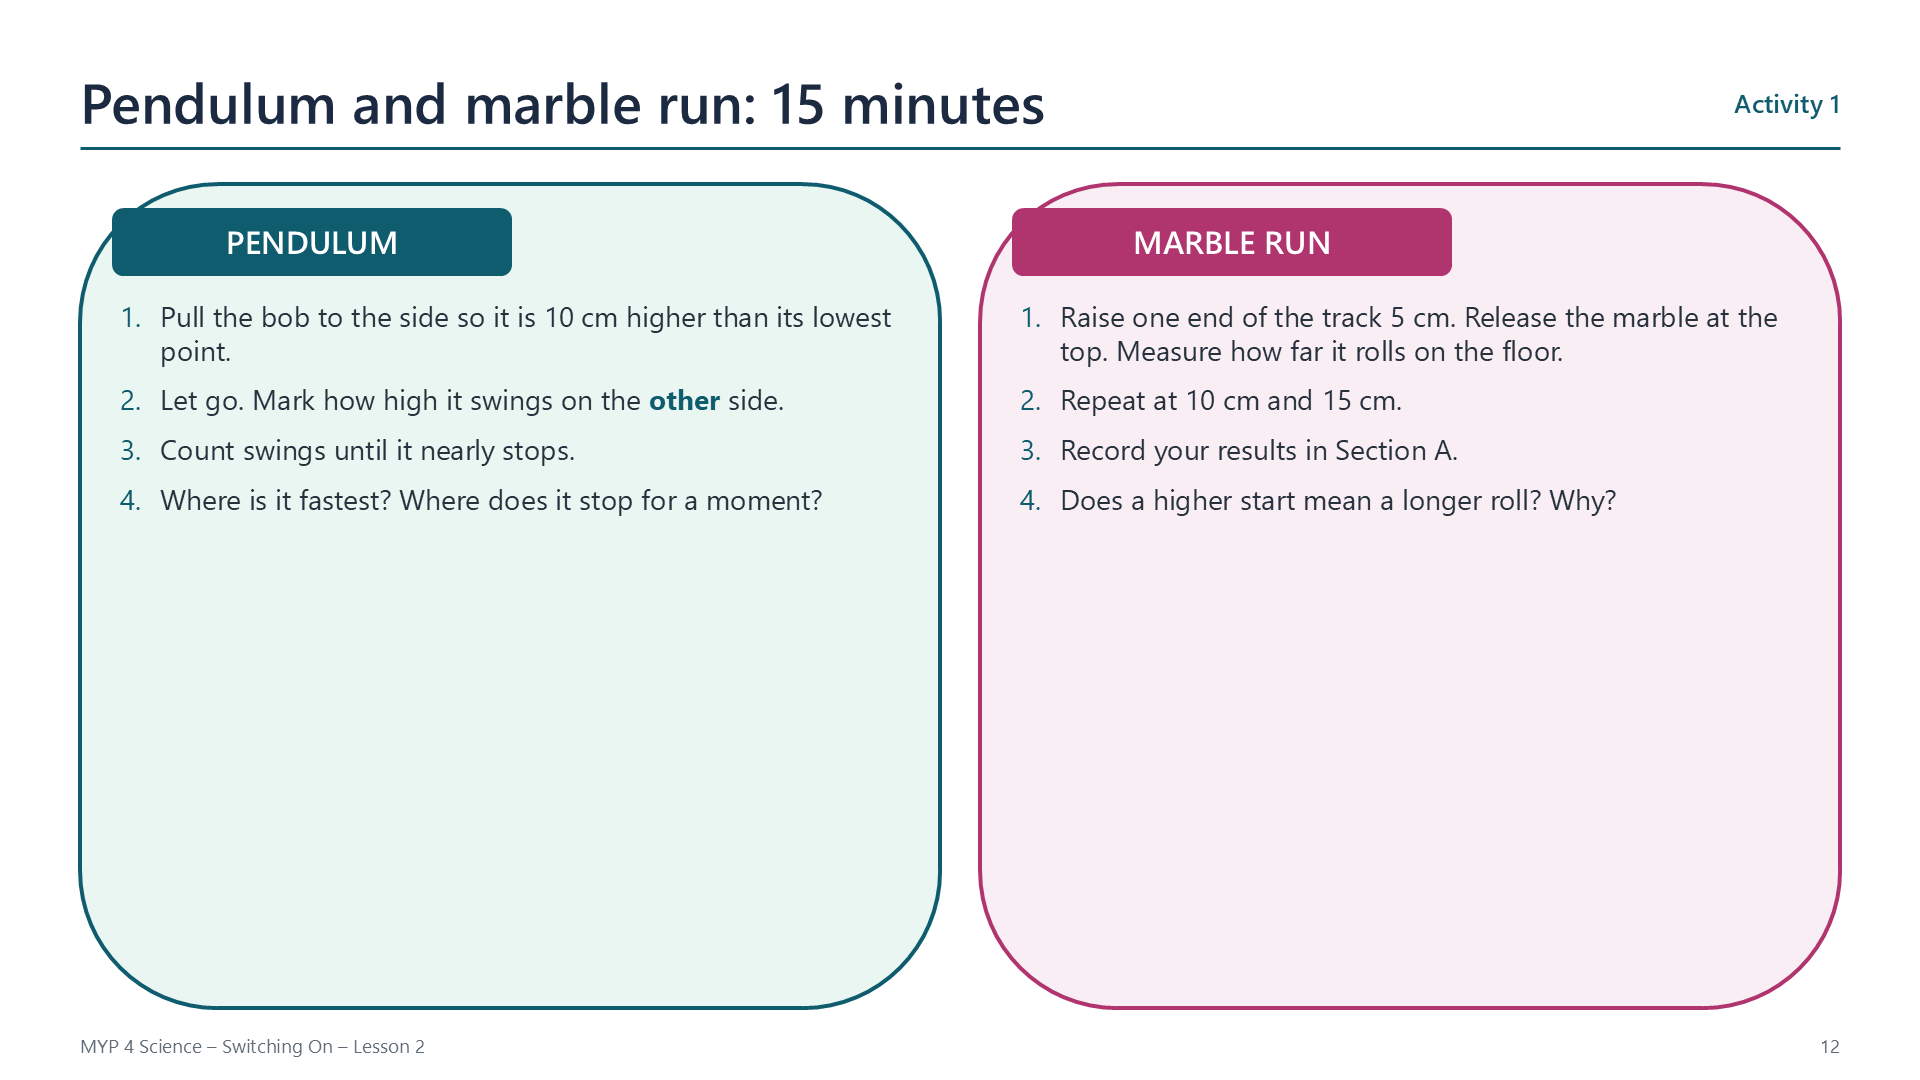 Pendulum and marble run: 15 minutes
Activity 1
PENDULUM
1. Pull the bob to the side so it is 10 cm higher than its lowest
point.
2. Let go. Mark how high it swings on the other side.
3. Count swings until it nearly stops.
4. Where is it fastest? Where does it stop for a moment?
MARBLE RUN
1. Raise one end of the track 5 cm. Release the marble at the
top. Measure how far it rolls on the floor.
2. Repeat at 10 cm and 15 cm.
3. Record your results in Section A.
4. Does a higher start mean a longer roll? Why?
MYP 4 Science – Switching On – Lesson 2
12